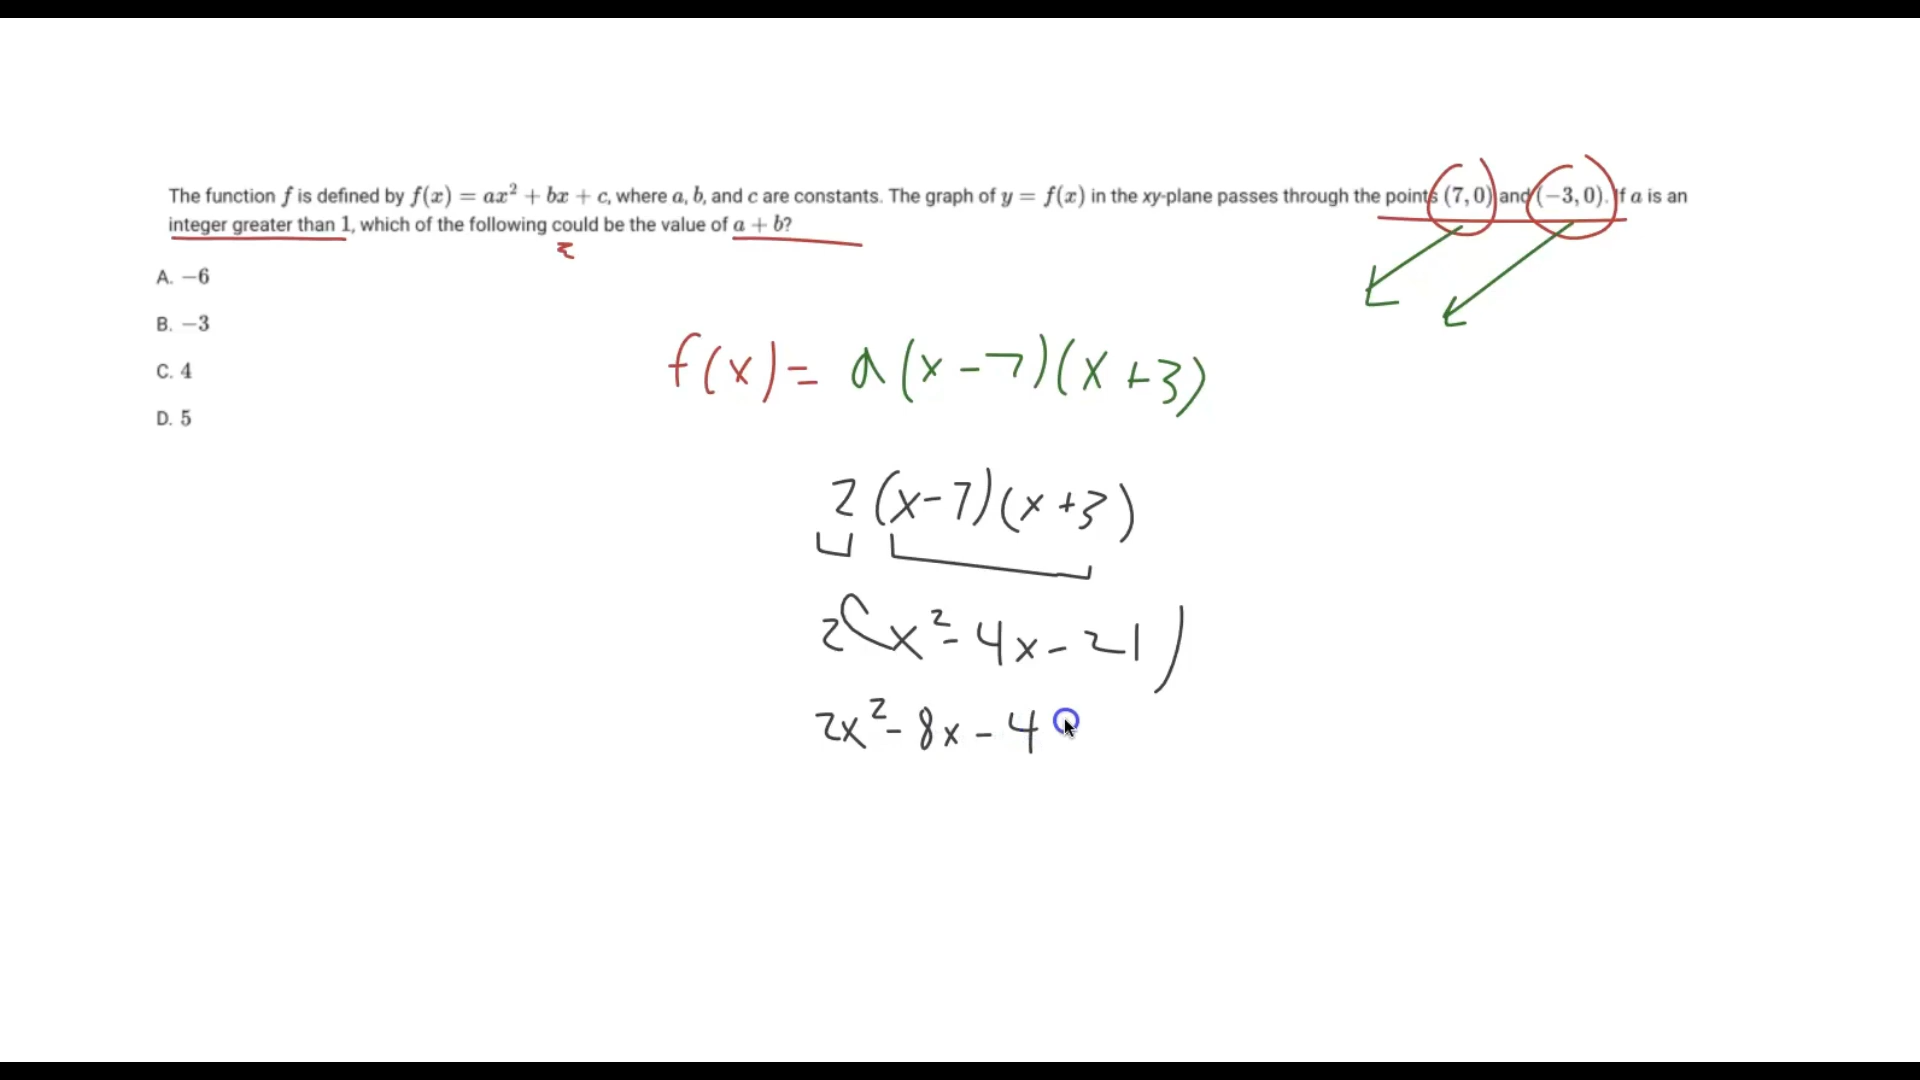 The function f is defined by f(x) = ax² + bx + c, where a, b, and c are constants. The graph of y = f(x) in the xy-plane passes through the points (7, 0) and (−3, 0). If a is an
integer greater than 1, which of the following could be the value of a + b?
A. −6
B. −3
C. 4
D. 5
f(x) = a(x-7)(x+3)
2(x-7)(x+3)
2(x²-4x-21)
2x²-8x-4